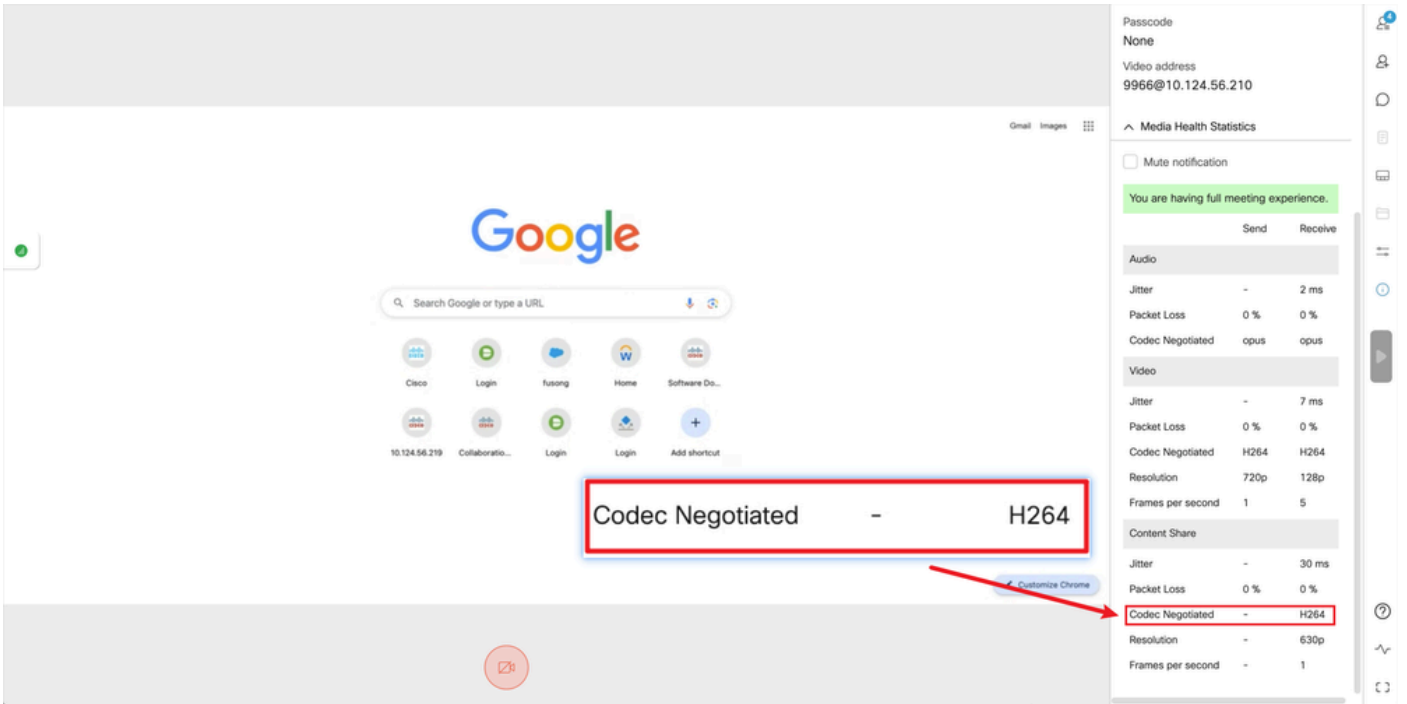 Gmail Images
Google
Search Google or type a URL
Cisco Login fusong Home Software Do...
10.124.56.219 Collaboratio... Login Login Add shortcut
Codec Negotiated - H264
Customize Chrome
Passcode
None
Video address
9966@10.124.56.210
Media Health Statistics
Mute notification
You are having full meeting experience.
Send Receive
Audio
Jitter - 2 ms
Packet Loss 0 % 0 %
Codec Negotiated opus opus
Video
Jitter - 7 ms
Packet Loss 0 % 0 %
Codec Negotiated H264 H264
Resolution 720p 128p
Frames per second 1 5
Content Share
Jitter - 30 ms
Packet Loss 0 % 0 %
Codec Negotiated - H264
Resolution - 630p
Frames per second - 1
4